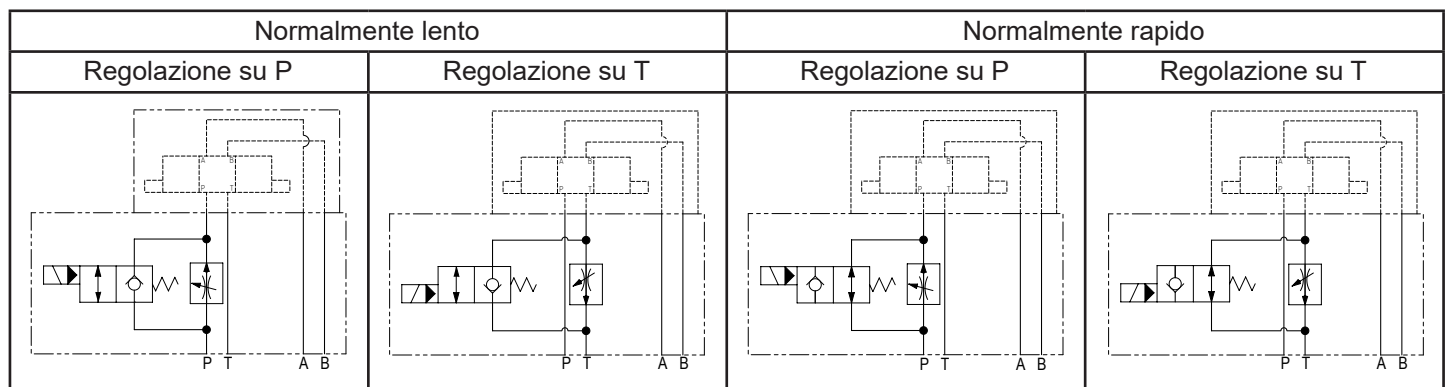 Normalmente lento Normalmente rapido
Regolazione su P Regolazione su T Regolazione su P Regolazione su T
A B A B A B A B
P T P T P T P T
P T A B P T A B P T A B P T A B